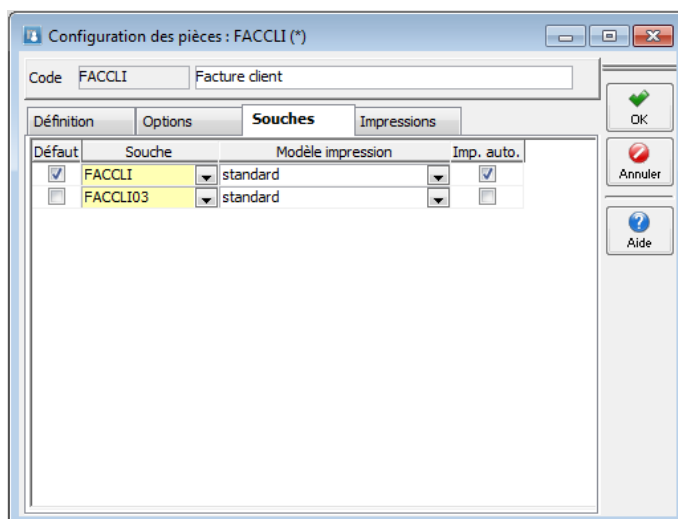 Configuration des pièces : FACCLI (*)
Code FACCLI Facture client
OK
Définition Options Souches Impressions
Défaut Souche Modèle impression Imp. auto.
FACCLI standard
Annuler
FACCLI03 standard
Aide